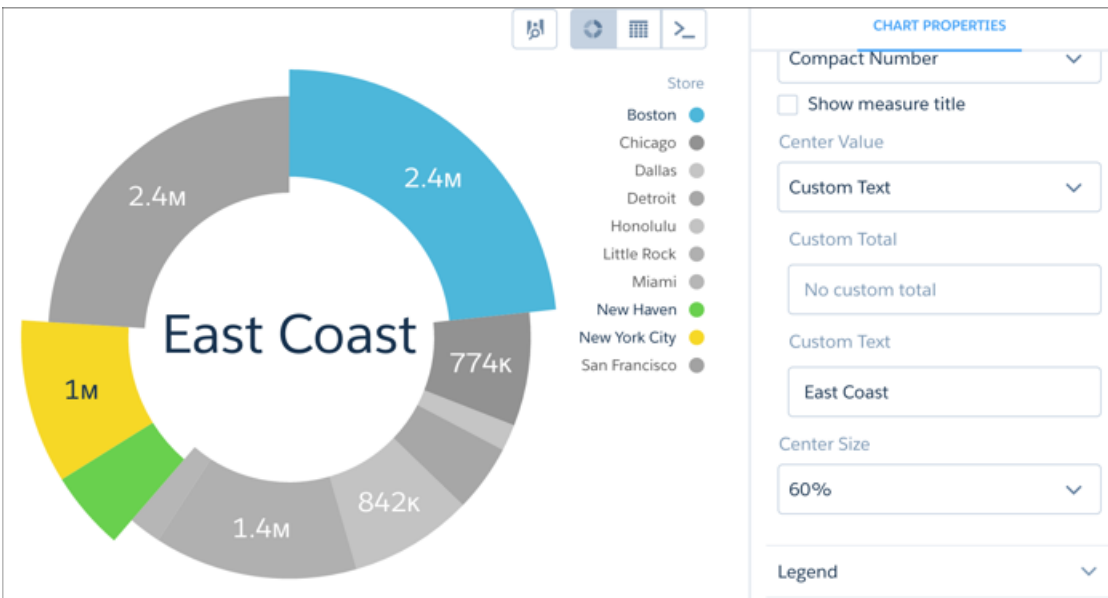 CHART PROPERTIES
Compact Number
Show measure title
Center Value
Custom Text
Custom Total
No custom total
Custom Text
East Coast
Center Size
60%
Legend
Store
Boston
Chicago
Dallas
Detroit
Honolulu
Little Rock
Miami
New Haven
New York City
San Francisco
2.4M
2.4M
East Coast
774K
1M
842K
1.4M